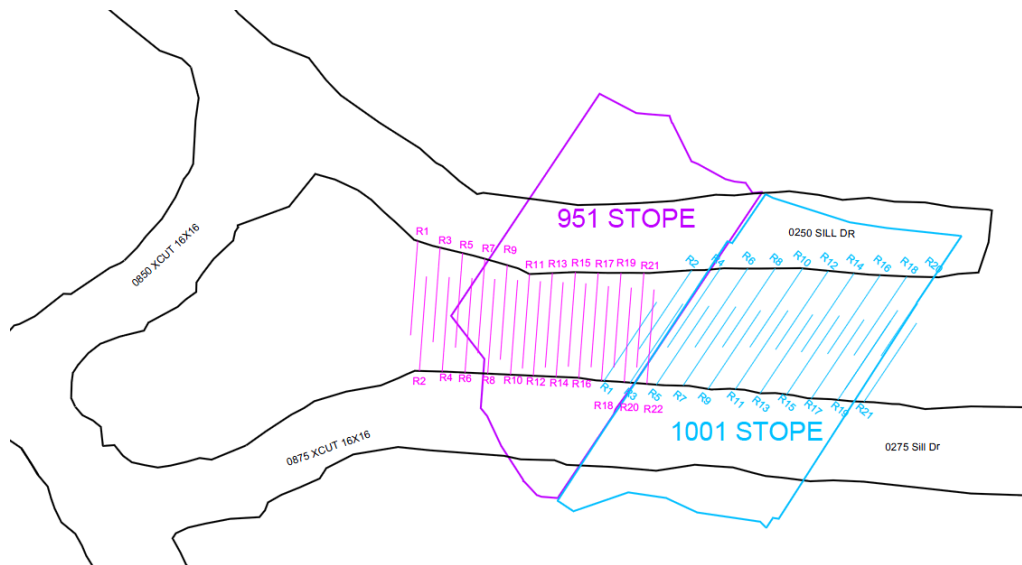 951 STOPE
0250 SILL DR
0850 XCUT 16X16
R1
R3
R5
R7
R9
R11
R13
R15
R17
R19
R21
R2
R4
R6
R8
R10
R12
R14
R16
R18
R20
R2
R4
R6
R8
R10
R12
R14
R16
R18
R20
R22
R1
R3
R5
R7
R9
R11
R13
R15
R17
R19
R21
1001 STOPE
0875 XCUT 16X16
0275 Sill Dr